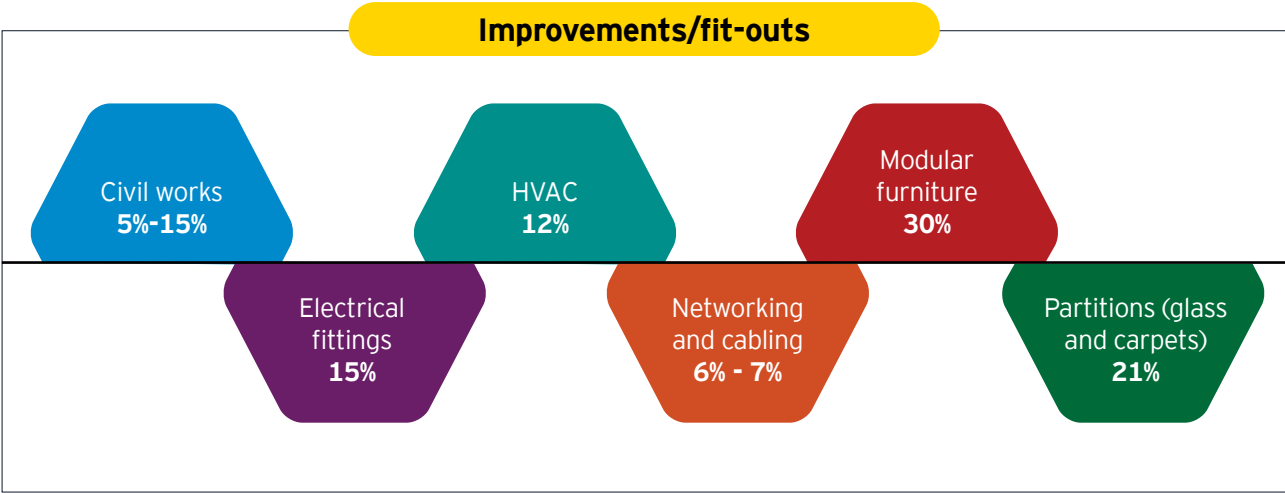 Improvements/fit-outs
Civil works
5%-15%
Electrical
fittings
15%
HVAC
12%
Networking
and cabling
6% - 7%
Modular
furniture
30%
Partitions (glass
and carpets)
21%